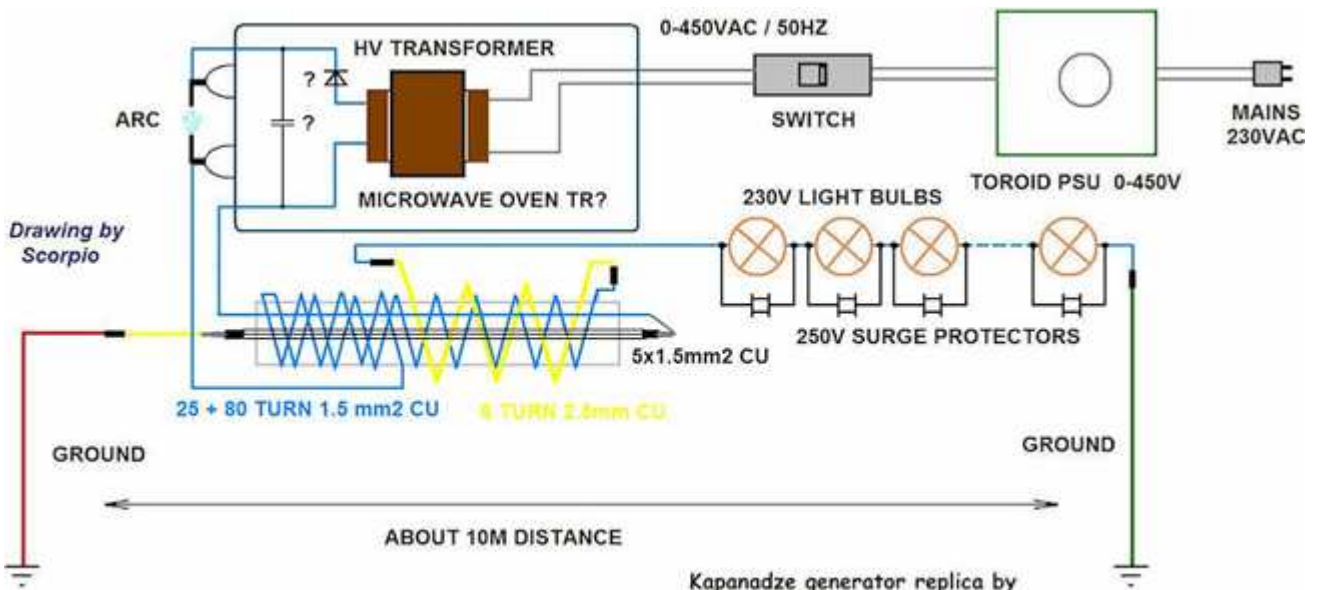 0-450VAC / 50HZ
HV TRANSFORMER
?
?
ARC
SWITCH
MAINS
230VAC
MICROWAVE OVEN TR?
TOROID PSU 0-450V
230V LIGHT BULBS
Drawing by
Scorpio
250V SURGE PROTECTORS
5x1.5mm2 CU
25 + 80 TURN 1.5 mm2 CU
TURN 2.5mm CU
GROUND
GROUND
ABOUT 10M DISTANCE
Kapanadze generator replica by